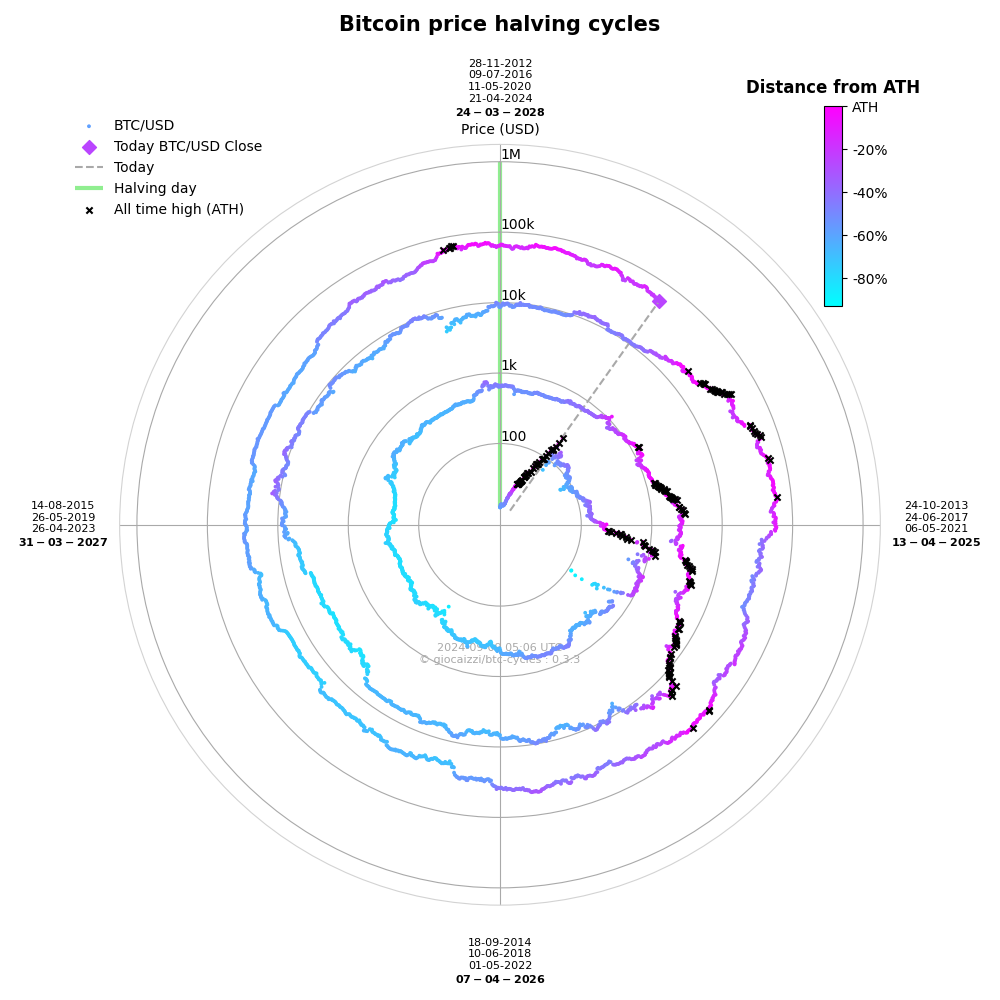 Bitcoin price halving cycles
28-11-2012
09-07-2016
11-05-2020
21-04-2024
24-03-2028
Price (USD)
Distance from ATH
ATH
-20%
-40%
-60%
-80%
BTC/USD
Today BTC/USD Close
Today
Halving day
All time high (ATH)
1M
100k
10k
1k
100
14-08-2015
26-05-2019
26-04-2023
31-03-2027
24-10-2013
24-06-2017
06-05-2021
13-04-2025
05:06
© giocaizzi/btc-cycles : 0.3.3
18-09-2014
10-06-2018
01-05-2022
07-04-2026